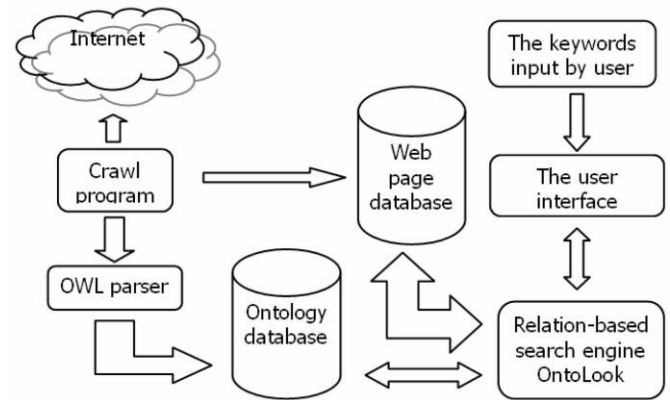 Internet
The keywords
input by user
Crawl
program
Web
page
database
The user
interface
OWL parser
Ontology
database
Relation-based
search engine
OntoLook